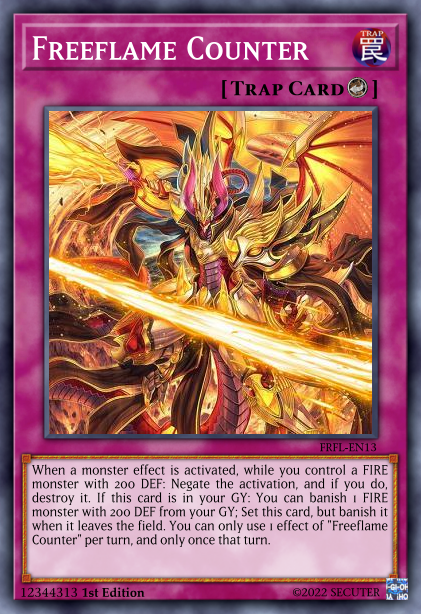 Freeflame Counter
TRAP
罠
[Trap Card]
FRFL-EN13
When a monster effect is activated, while you control a FIRE
monster with 200 DEF: Negate the activation, and if you do,
destroy it. If this card is in your GY: You can banish 1 FIRE
monster with 200 DEF from your GY; Set this card, but banish it
when it leaves the field. You can only use 1 effect of "Freeflame
Counter" per turn, and only once that turn.
12344313 1st Edition
©2022 SECUTER